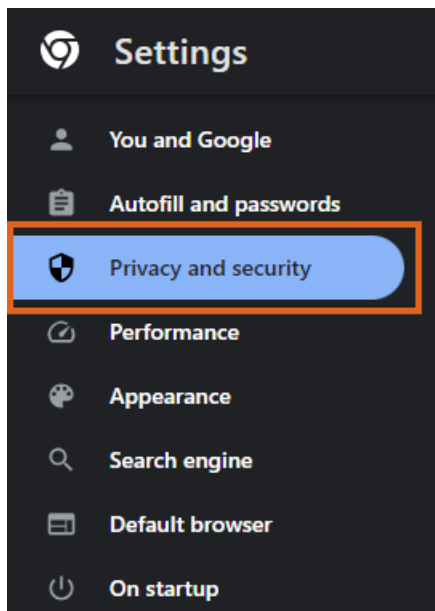 Settings
You and Google
Autofill and passwords
Privacy and security
Performance
Appearance
Search engine
Default browser
On startup